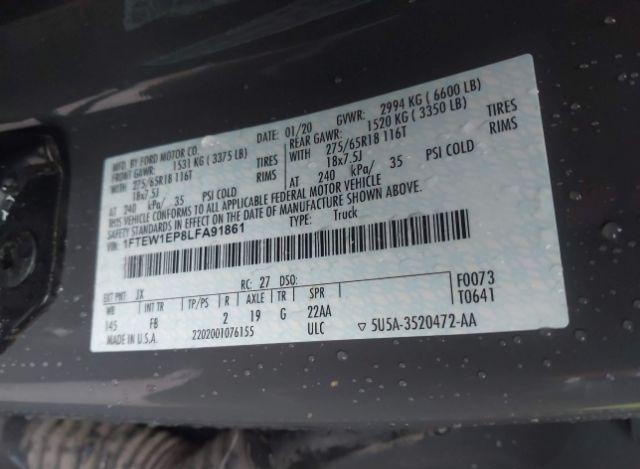 MFD. BY FORD MOTOR CO. DATE: 01/20 GVWR: 2994 KG ( 6600 LB)
FRONT GAWR: 1531 KG ( 3375 LB) REAR GAWR: 1520 KG ( 3350 LB)
WITH 275/65R18 116T TIRES WITH 275/65R18 116T TIRES
18x7.5J RIMS 18x7.5J RIMS
AT 240 kPa/ 35 PSI COLD AT 240 kPa/ 35 PSI COLD
THIS VEHICLE CONFORMS TO ALL APPLICABLE FEDERAL MOTOR VEHICLE
SAFETY STANDARDS IN EFFECT ON THE DATE OF MANUFACTURE SHOWN ABOVE.
VIN: 1FTEW1EP8LFA91861 TYPE: Truck
F0073
T0641
EXT PNT: JX RC: 27 DSO:
WB INT TR TP/PS R AXLE TR SPR
145 FB 2 19 G 22AA
MADE IN U.S.A. 2202001076155 ULC ▽ 5U5A-3520472-AA